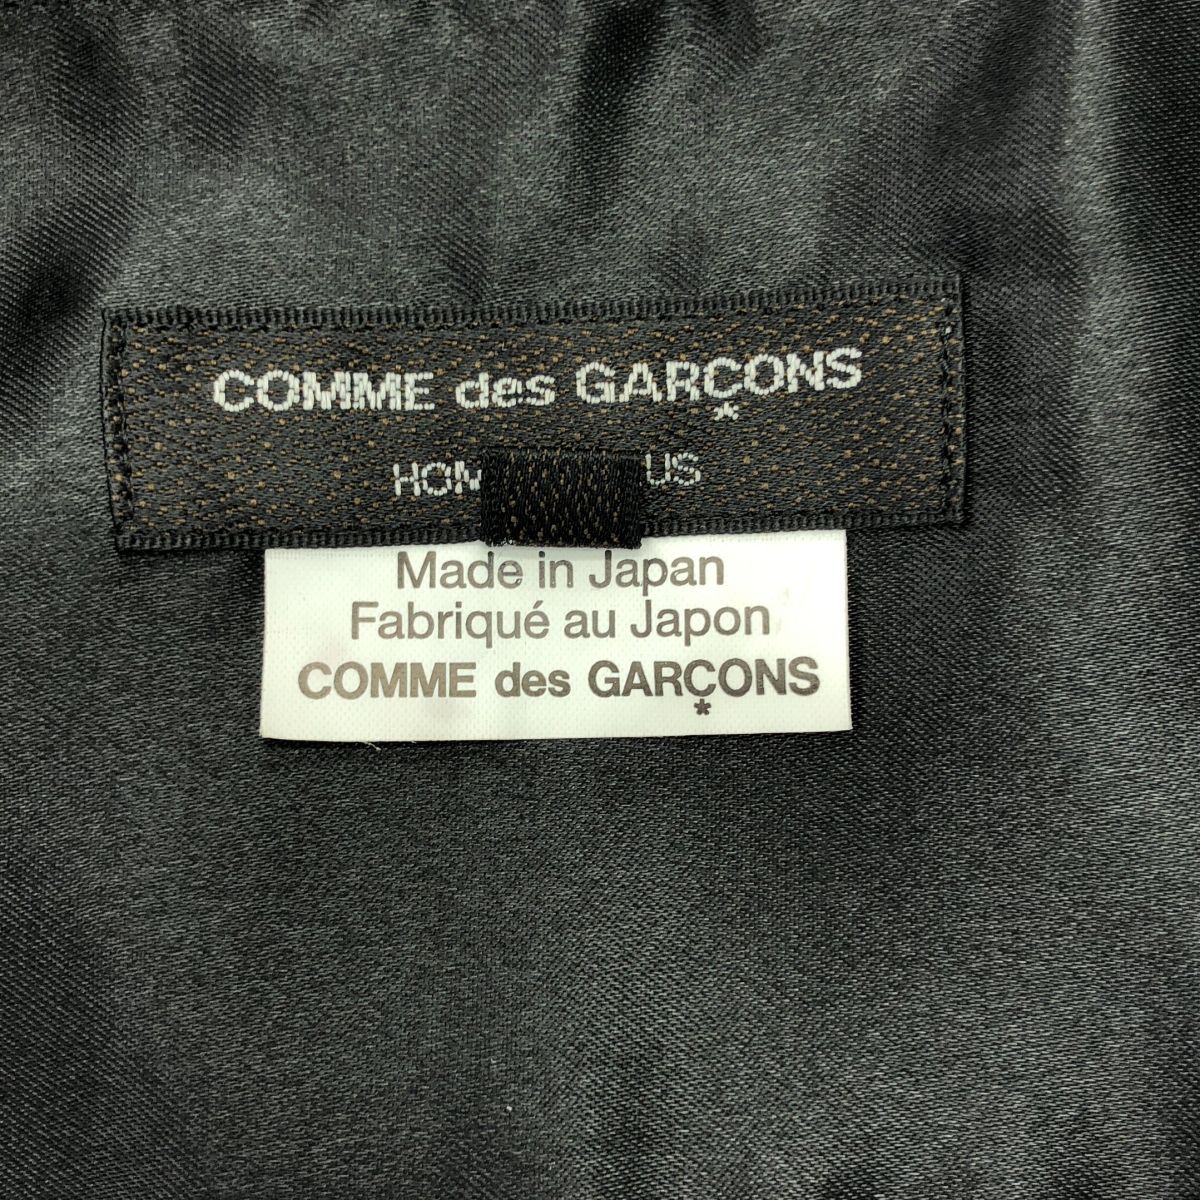 COMME des GARÇONS
*
Made in Japan
Fabriqué au Japon
COMME des GARÇONS
*